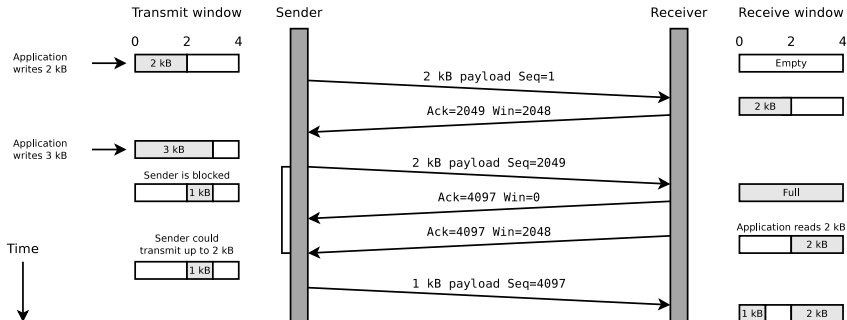 Transmit window
Sender
Receiver
Receive window
0 2 4
0 2 4
Application
writes 2 kB
2 kB
Empty
2 kB payload Seq=1
2 kB
Ack=2049 Win=2048
Application
writes 3 kB
3 kB
Sender is blocked
1 kB
2 kB payload Seq=2049
Full
Ack=4097 Win=0
Application reads 2 kB
2 kB
Ack=4097 Win=2048
Sender could
transmit up to 2 kB
1 kB
Time
1 kB payload Seq=4097
1 kB
2 kB